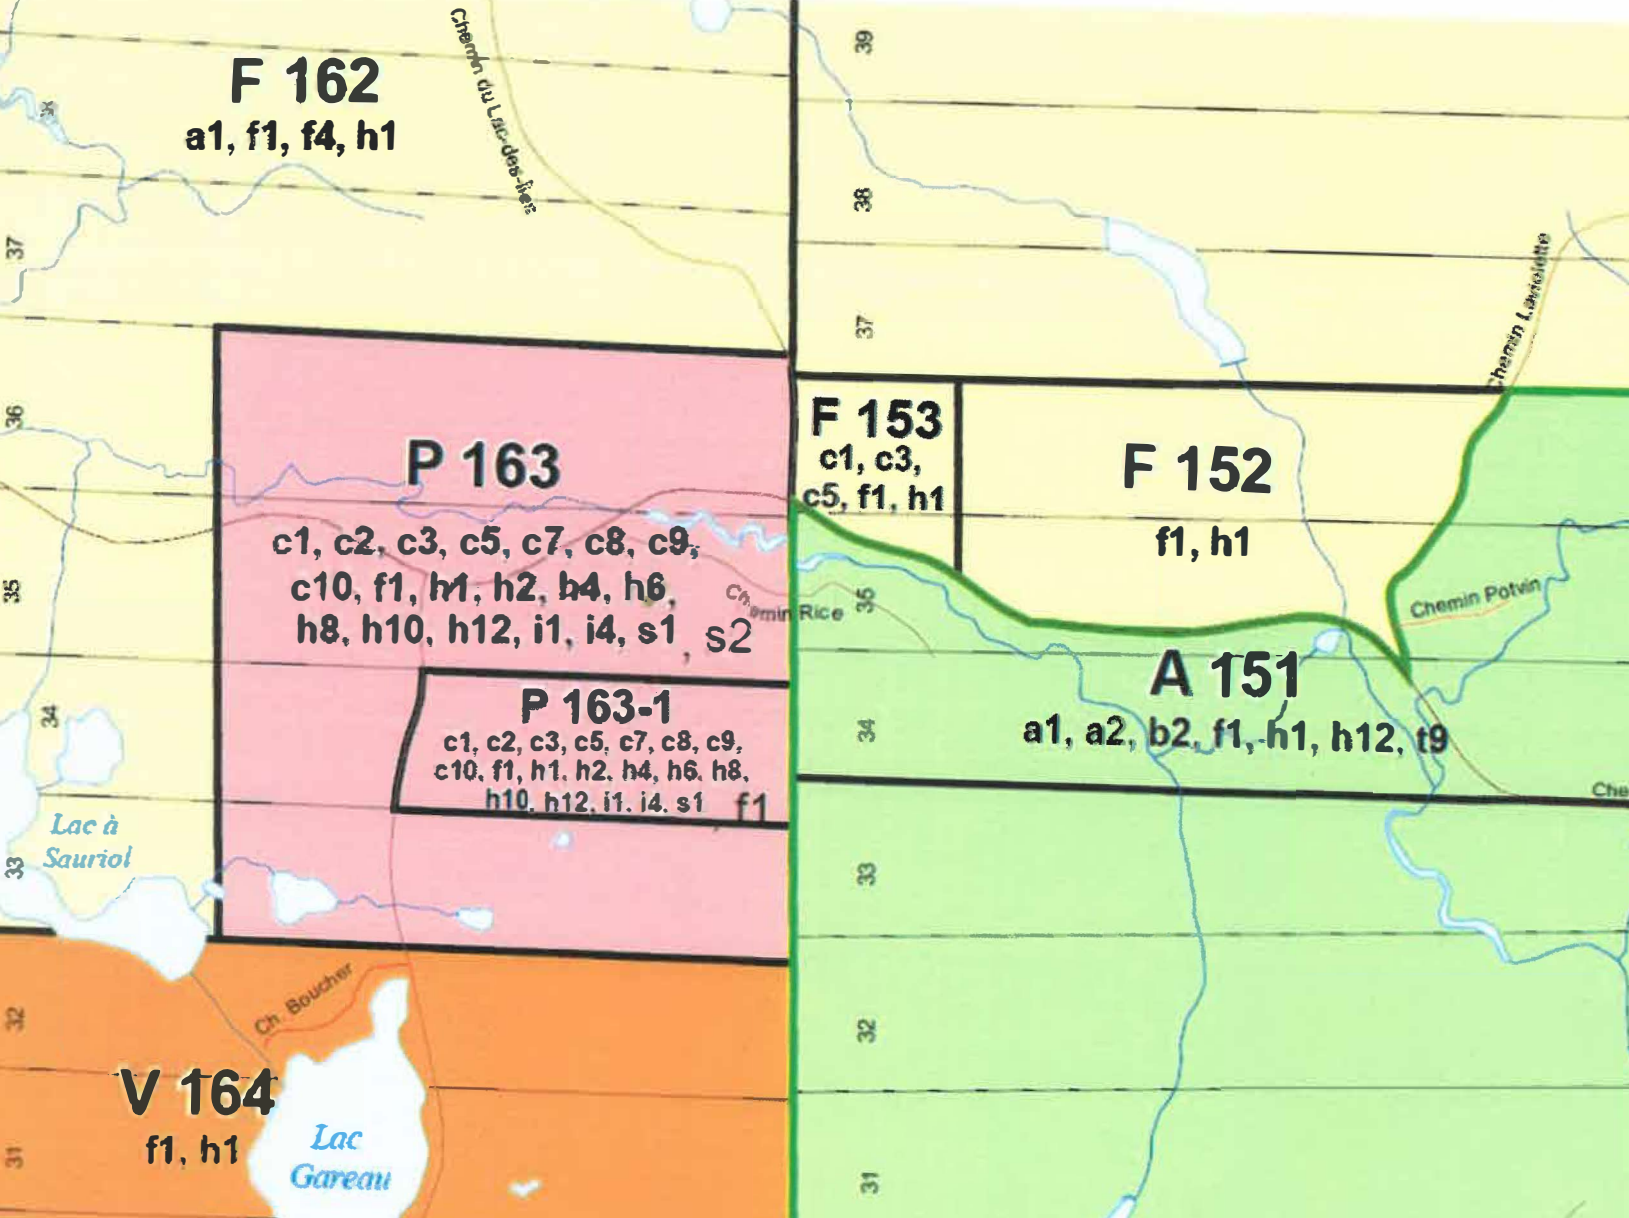 Chemin du Lac-des-Îles
39
F 162
a1, f1, f4, h1
38
38
37
37
Chemin Laviolette
36
P 163
c1, c2, c3, c5, c7, c8, c9,
c10, f1, h1, h2, h4, h6,
h8, h10, h12, i1, i4, s1, s2
F 153
c1, c3,
c5, f1, h1
F 152
f1, h1
35
Chemin Rice
35
Chemin Potvin
P 163-1
c1, c2, c3, c5, c7, c8, c9,
c10, f1, h1, h2, h4, h6, h8,
h10, h12, i1, i4, s1, f1
A 151
a1, a2, b2, f1, h1, h12, t9
34
34
Che
Lac à
Sauriol
33
33
Ch. Boucher
32
32
V 164
f1, h1
Lac
Gareau
31
31